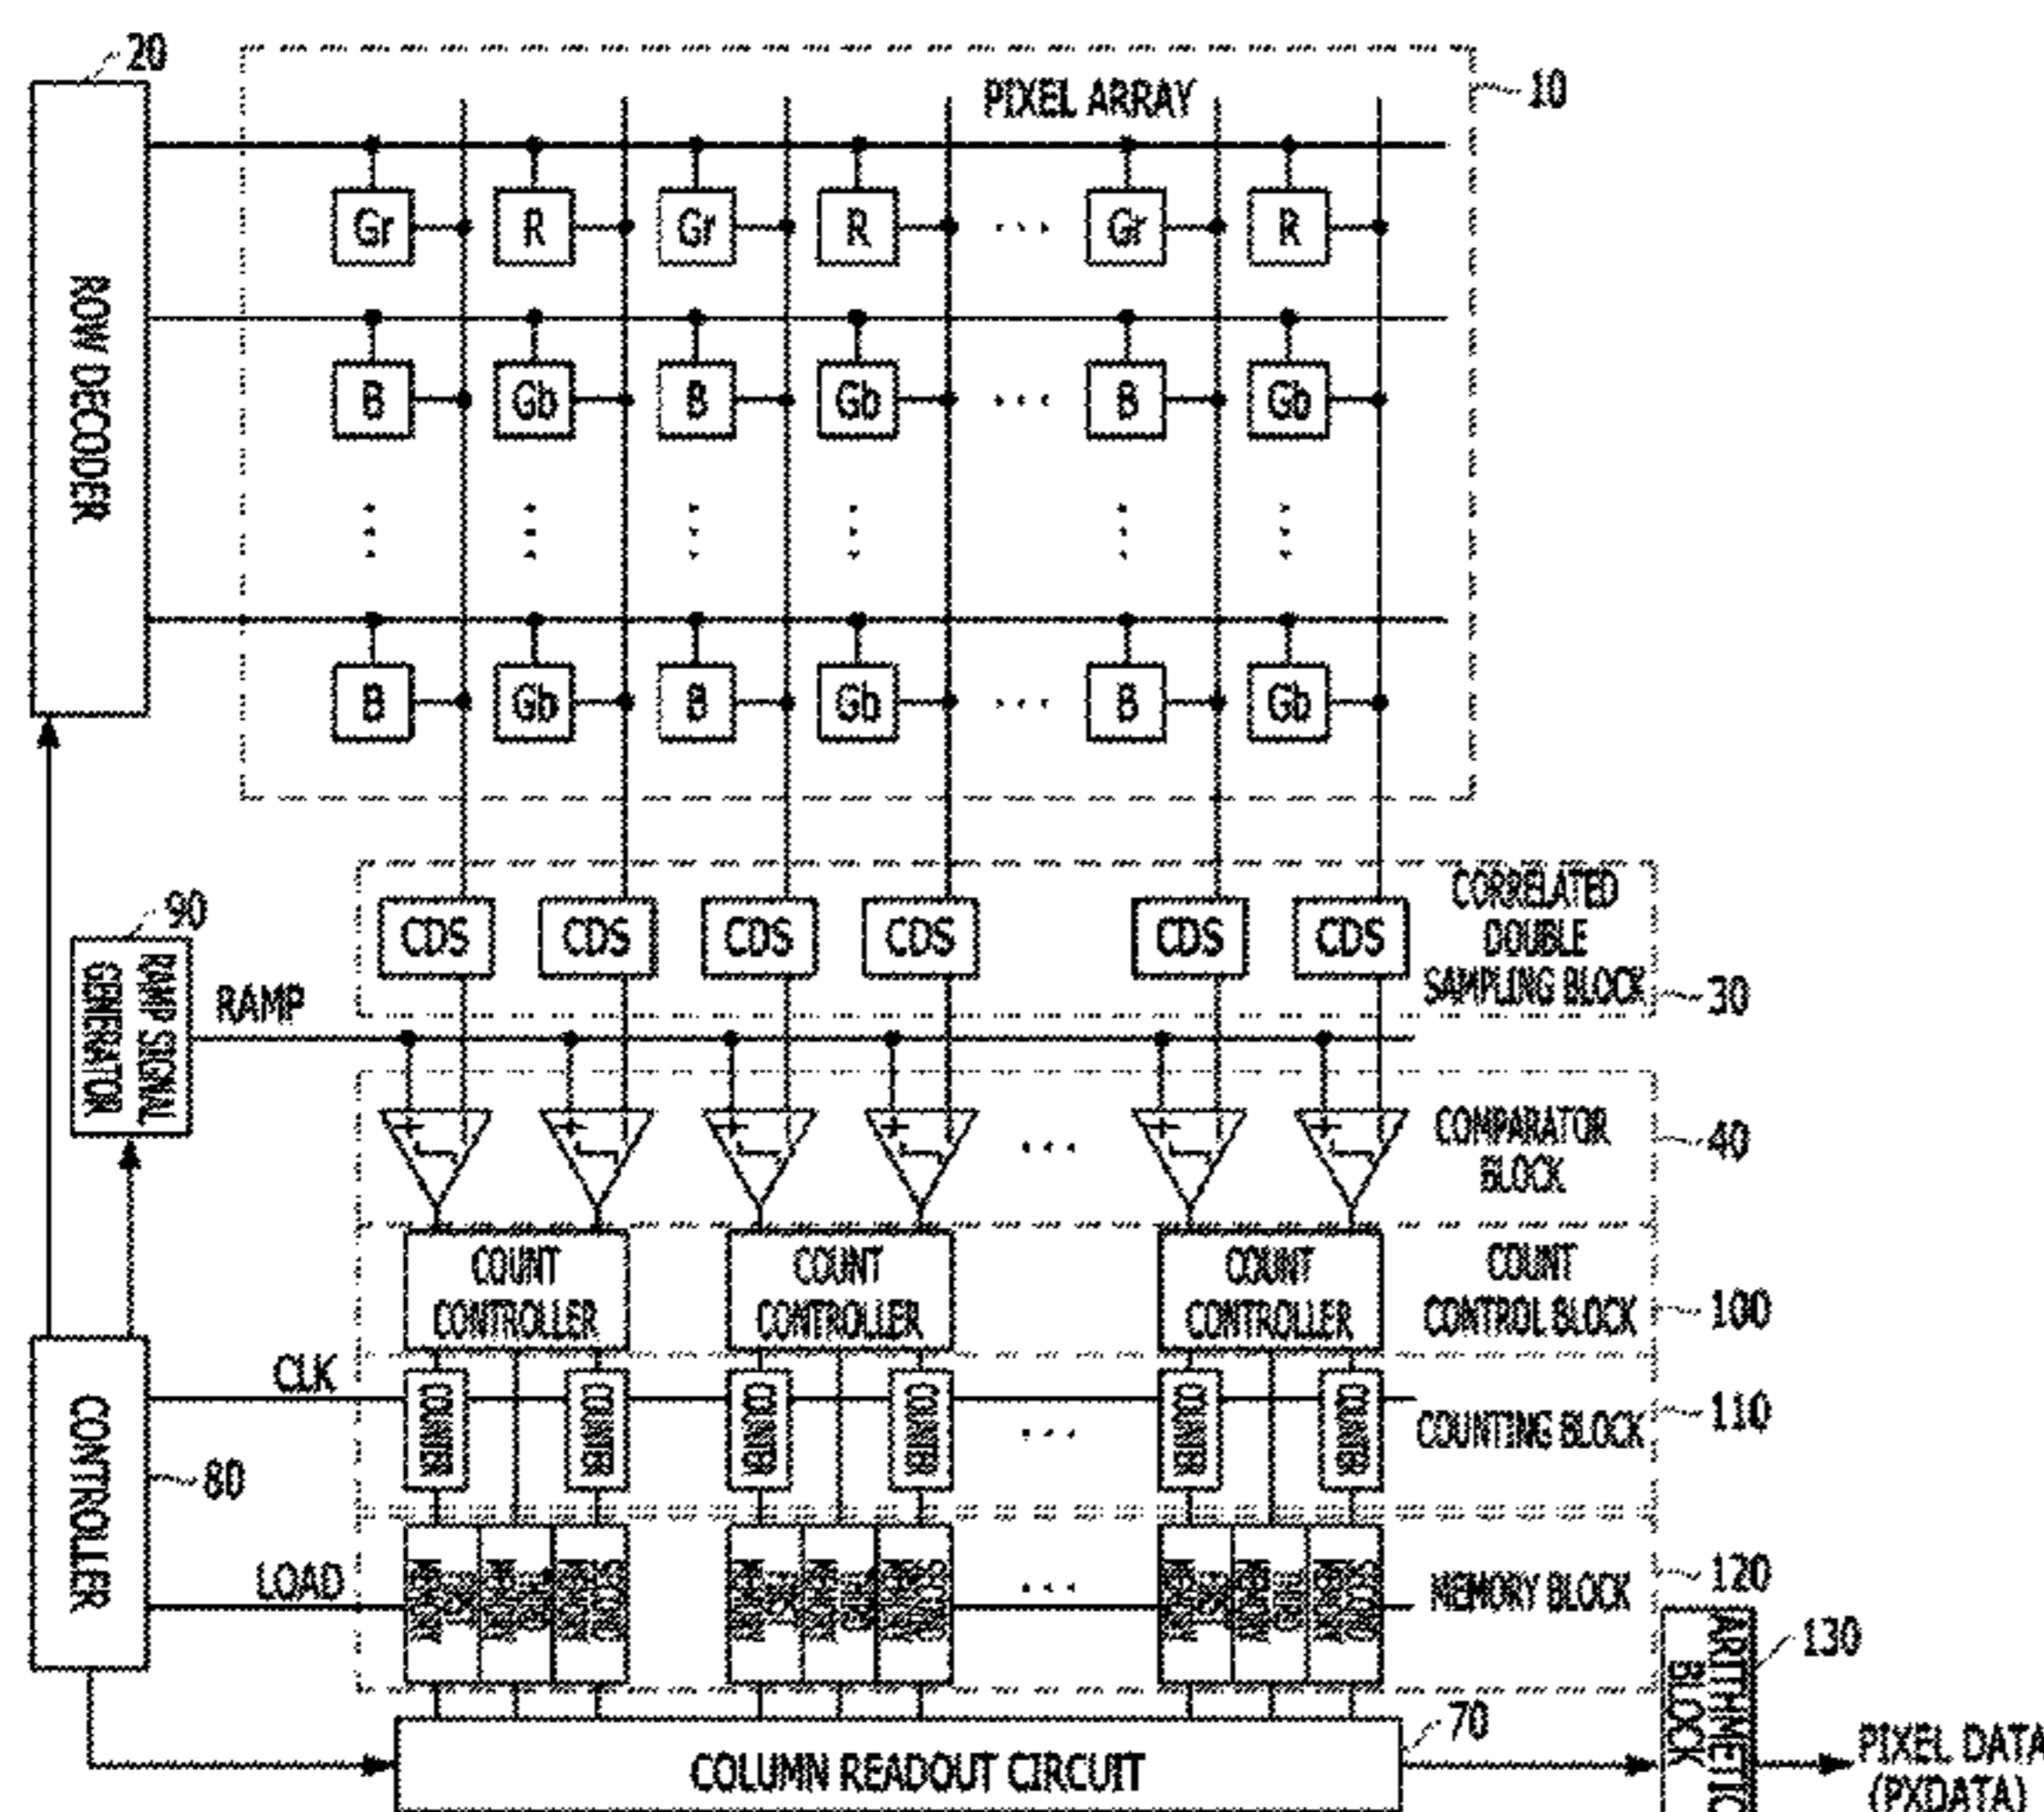 20
PIXEL ARRAY
10
Gr R Gr R ... Gr R
ROW DECODER
B Gb B Gb ... B Gb
B Gb B Gb ... B Gb
90
RAMP SIGNAL
GENERATOR
RAMP
CDS CDS CDS CDS CDS CDS
CORRELATED
DOUBLE
SAMPLING BLOCK
30
+ + + + ... + +
COMPARATOR
BLOCK
40
COUNT
CONTROLLER
COUNT
CONTROLLER
COUNT
CONTROLLER
COUNT
CONTROL BLOCK
100
CONTROLLER
80
CLK
COUNTER COUNTER COUNTER COUNTER ... COUNTER COUNTER
COUNTING BLOCK
110
LOAD
...
MEMORY BLOCK
120
COLUMN READOUT CIRCUIT
70
ARITHMETIC
BLOCK
130
PIXEL DATA
(PXDATA)